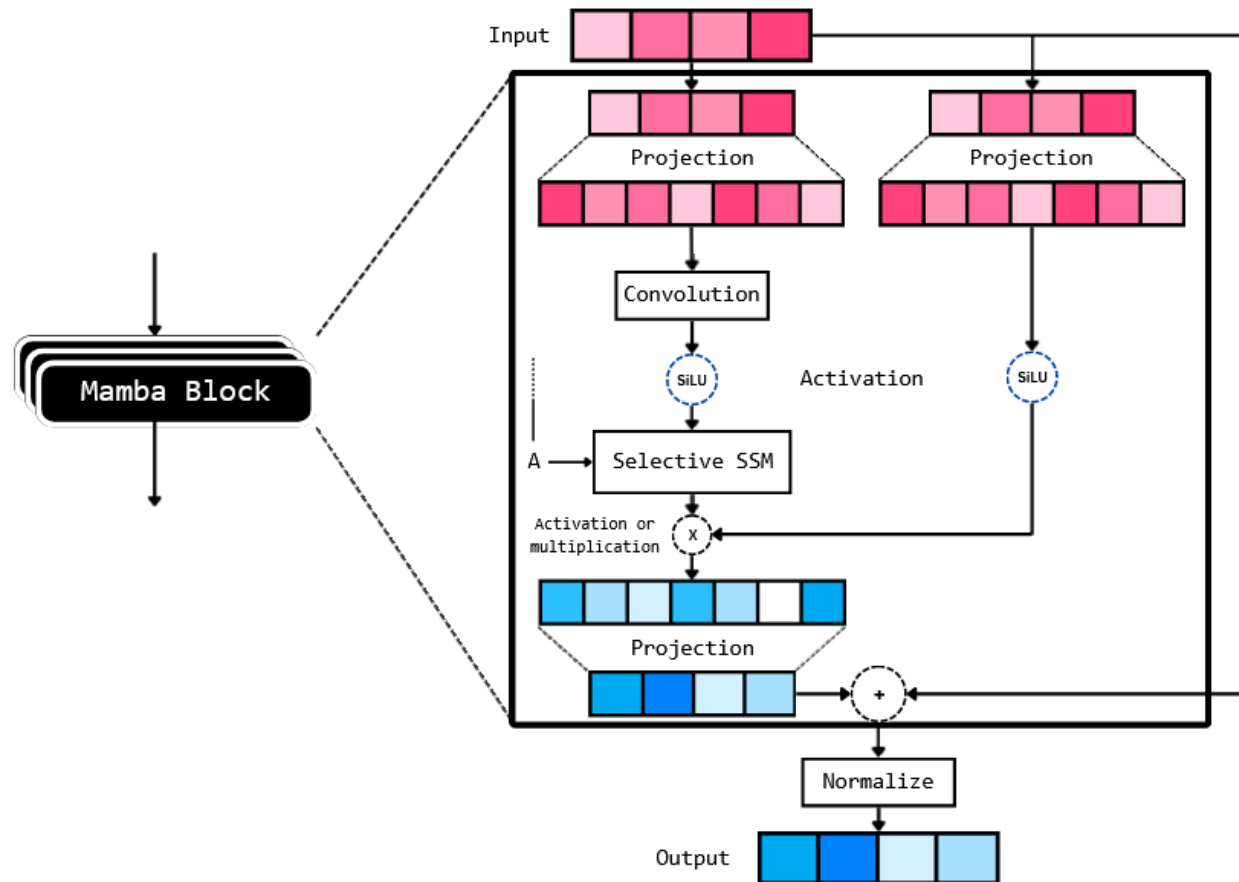 Input
Projection
Projection
Convolution
SiLU
Activation
SiLU
Mamba Block
A
Selective SSM
Activation or
multiplication
X
Projection
+
Normalize
Output